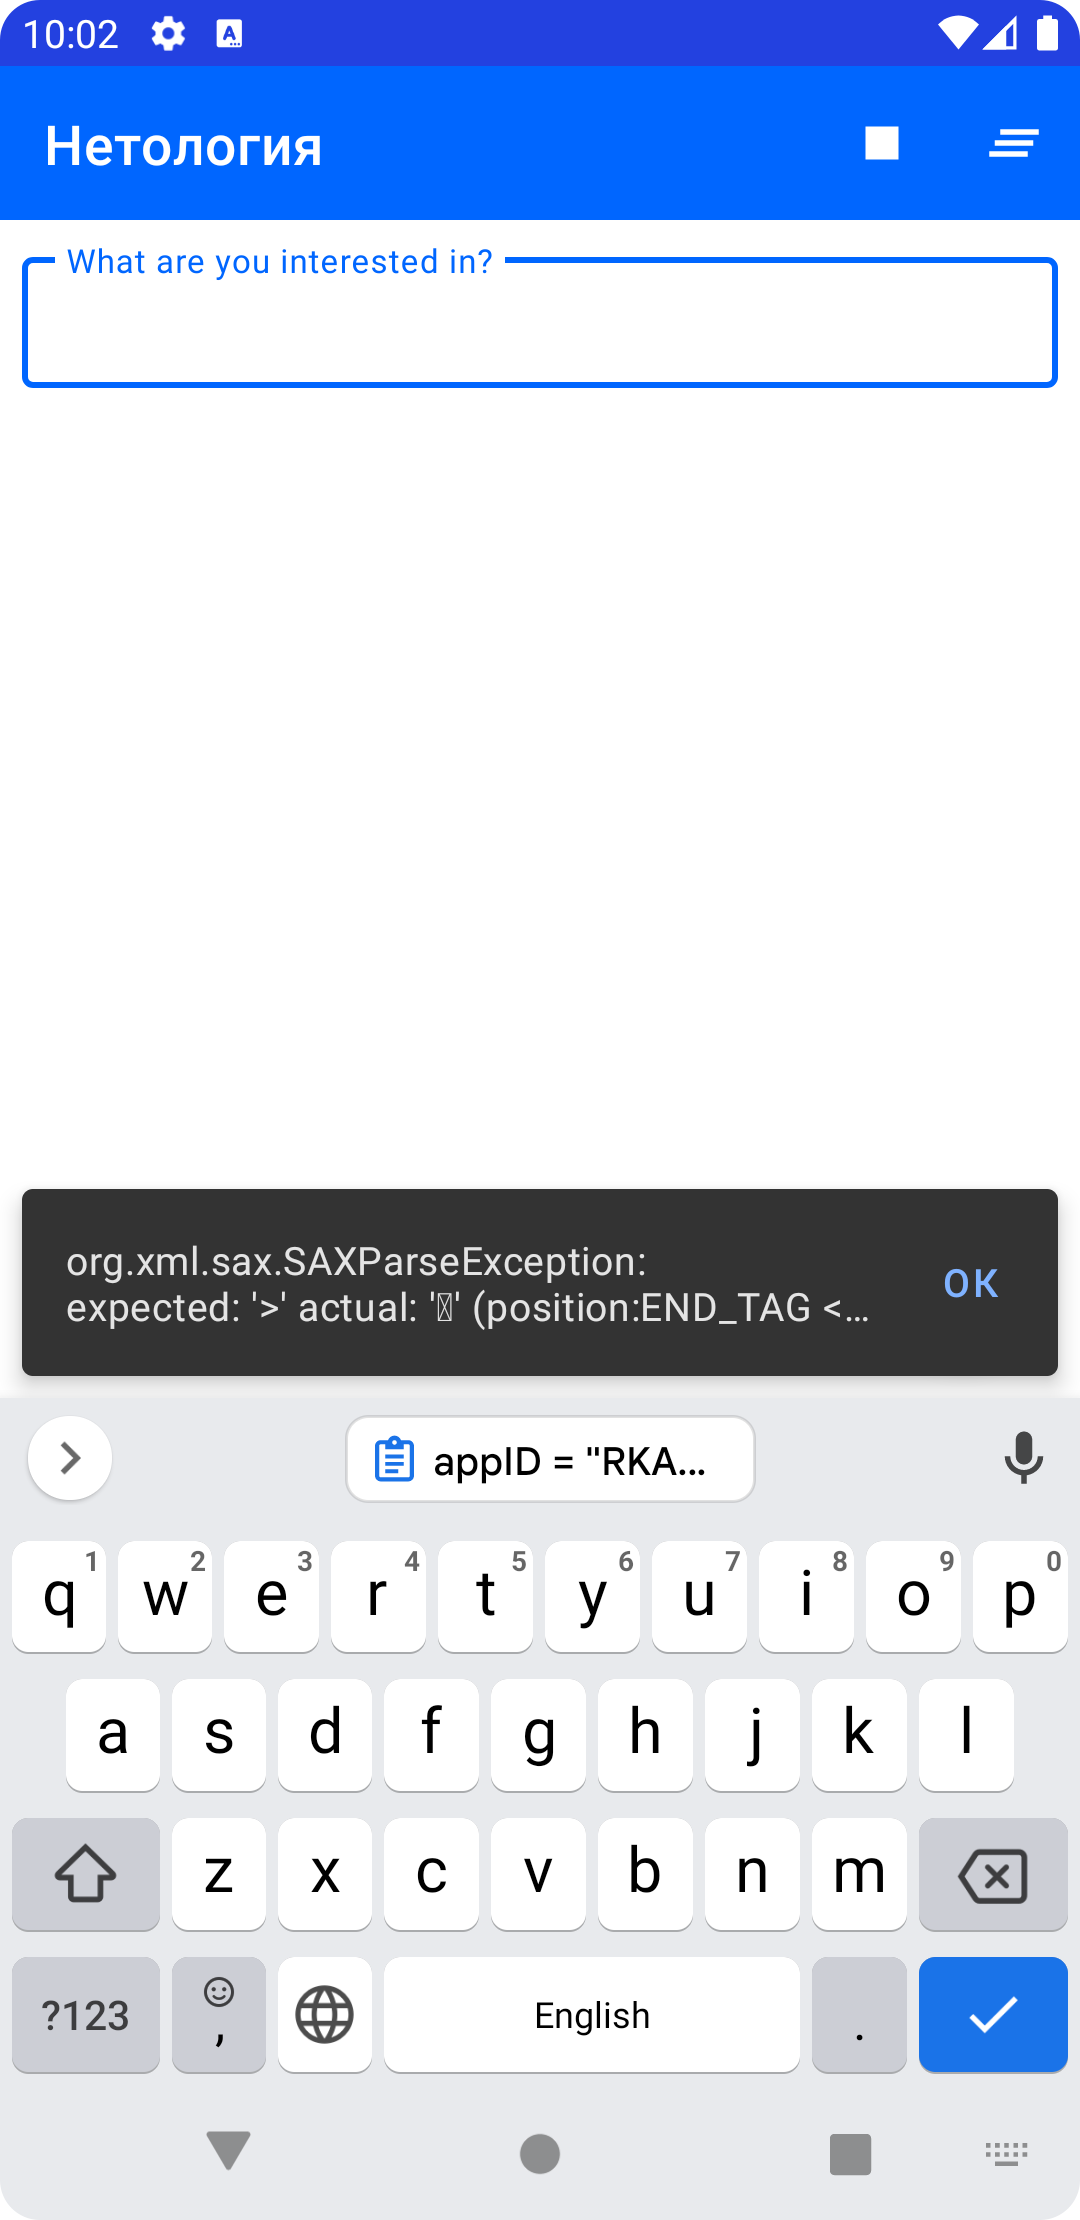 10:02
Нетология
What are you interested in?
org.xml.sax.SAXParseException:
expected: '>' actual: '' (position:END_TAG <…
OK
appID = "RKA...
q 1 w 2 e 3 r 4 t 5 y 6 u 7 i 8 o 9 p 0
a s d f g h j k l
z x c v b n m
?123 , English .